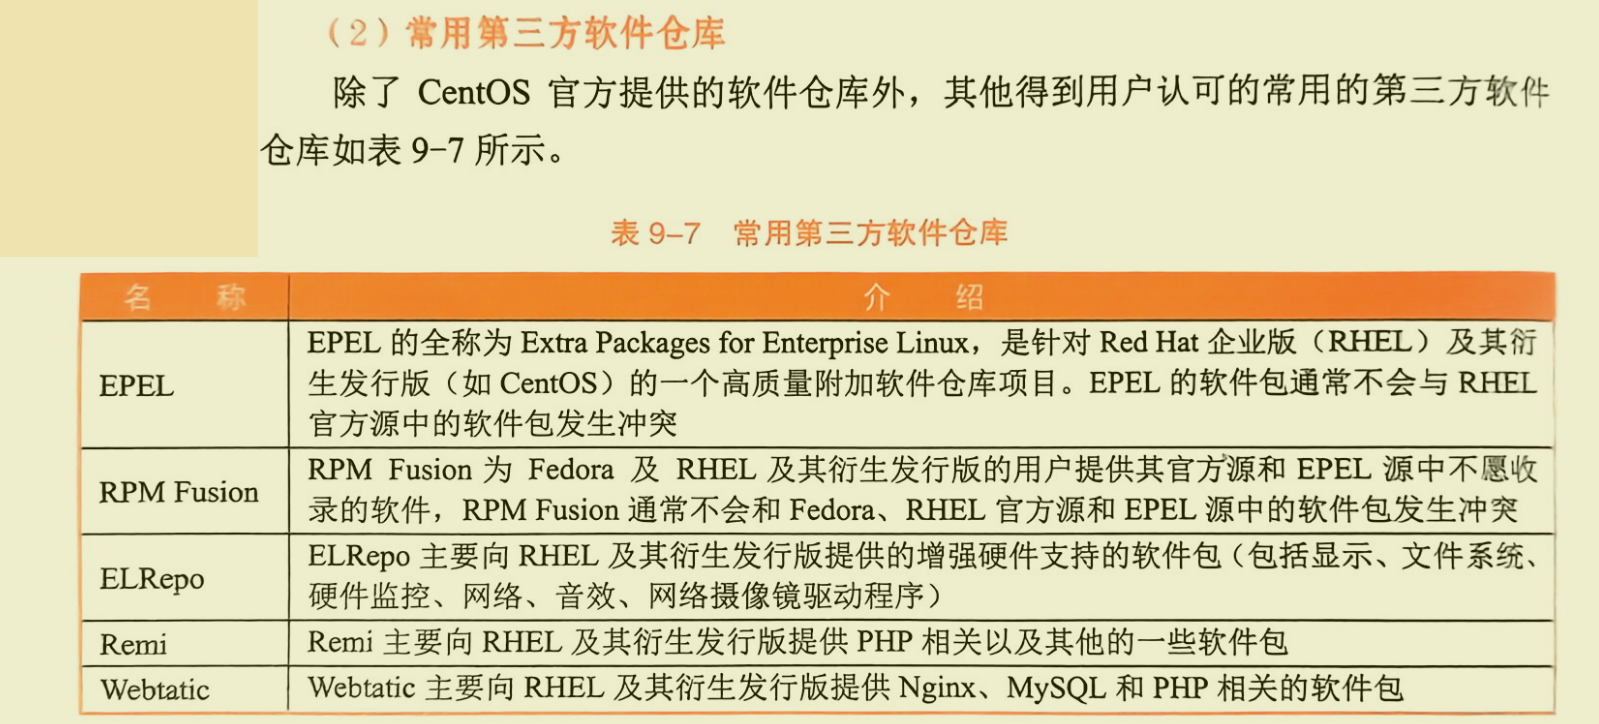 （2）常用第三方软件仓库
除了 CentOS 官方提供的软件仓库外，其他得到用户认可的常用的第三方软件
仓库如表 9-7 所示。
表 9-7 常用第三方软件仓库
名 称 介 绍
EPEL
EPEL 的全称为 Extra Packages for Enterprise Linux，是针对 Red Hat 企业版（RHEL）及其衍
生发行版（如 CentOS）的一个高质量附加软件仓库项目。EPEL 的软件包通常不会与 RHEL
官方源中的软件包发生冲突
RPM Fusion
RPM Fusion 为 Fedora 及 RHEL 及其衍生发行版的用户提供其官方源和 EPEL 源中不愿收
录的软件，RPM Fusion 通常不会和 Fedora、RHEL 官方源和 EPEL 源中的软件包发生冲突
ELRepo
ELRepo 主要向 RHEL 及其衍生发行版提供的增强硬件支持的软件包（包括显示、文件系统、
硬件监控、网络、音效、网络摄像镜驱动程序）
Remi
Remi 主要向 RHEL 及其衍生发行版提供 PHP 相关以及其他的一些软件包
Webtatic
Webtatic 主要向 RHEL 及其衍生发行版提供 Nginx、MySQL 和 PHP 相关的软件包